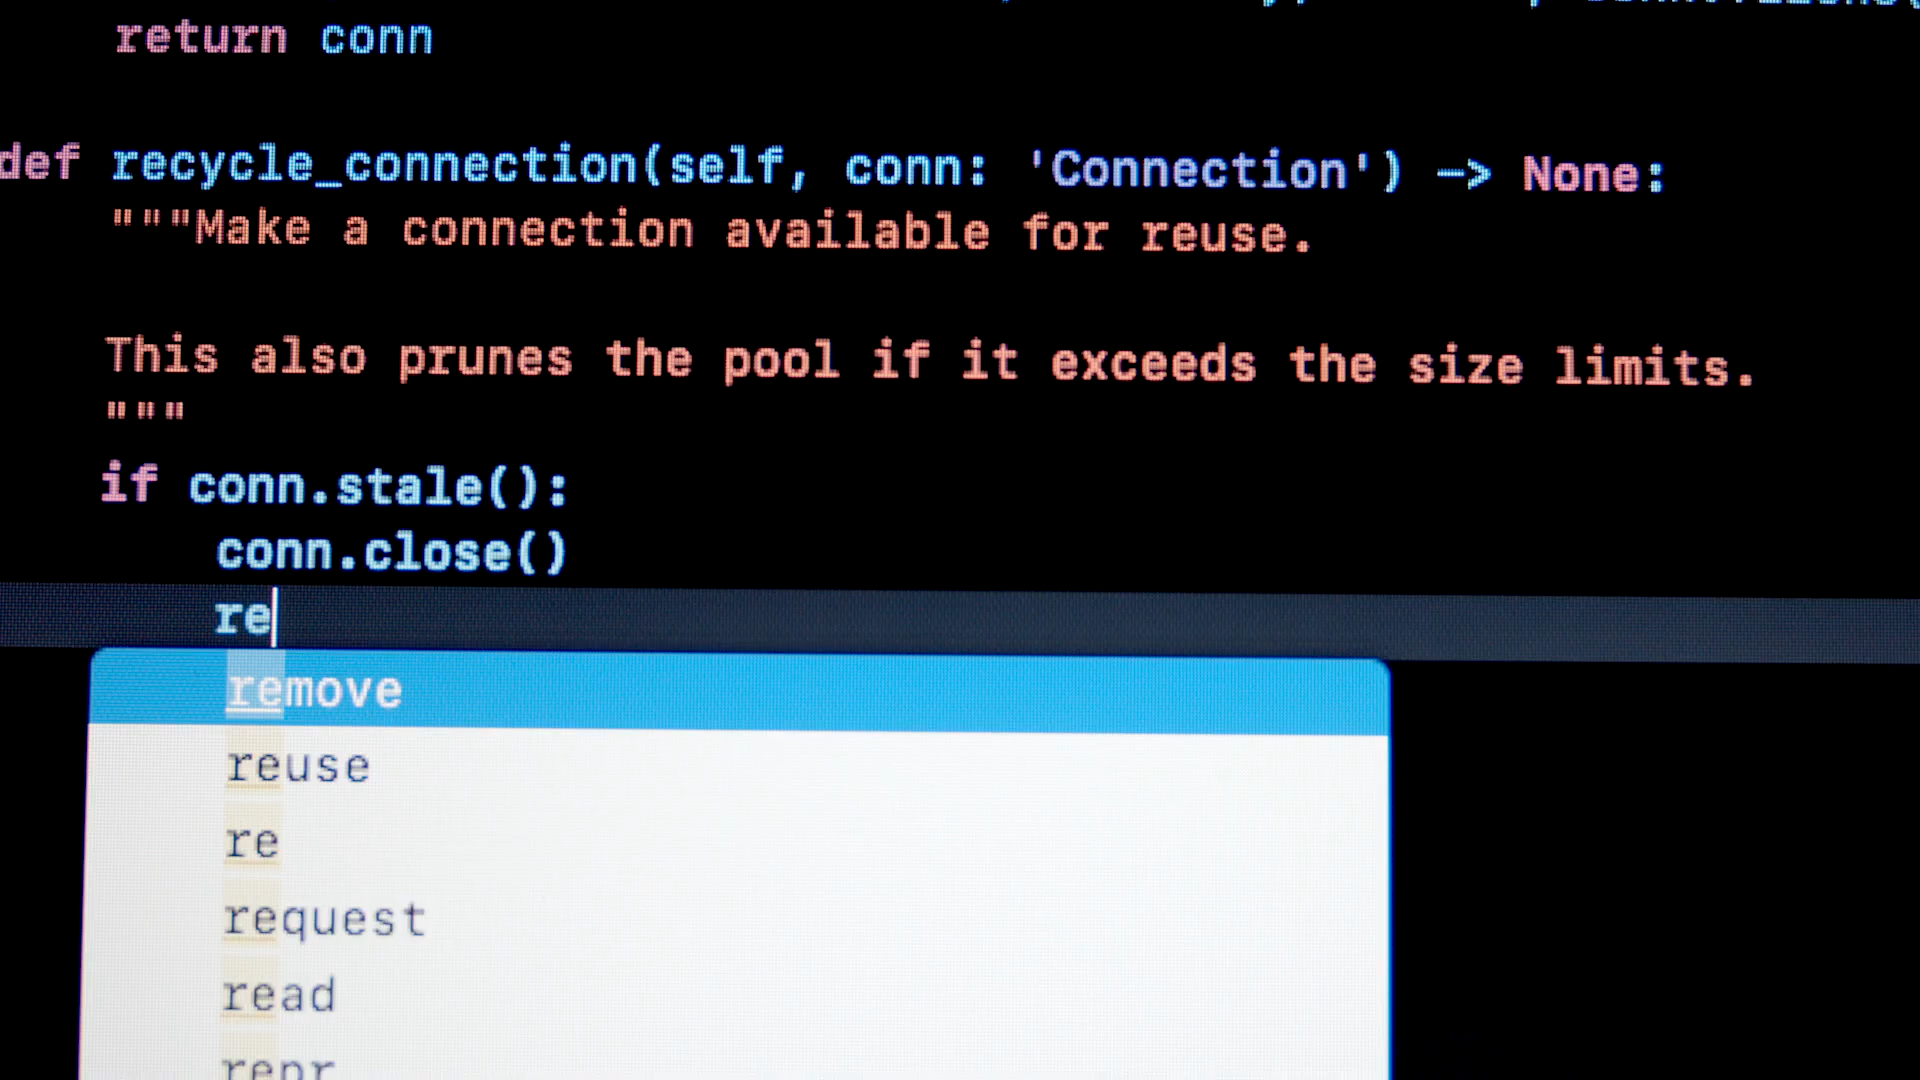 return conn
def recycle_connection(self, conn: 'Connection') -> None:
"""Make a connection available for reuse.
This also prunes the pool if it exceeds the size limits.
"""
if conn.stale():
conn.close()
re
remove
reuse
re
request
read
repr